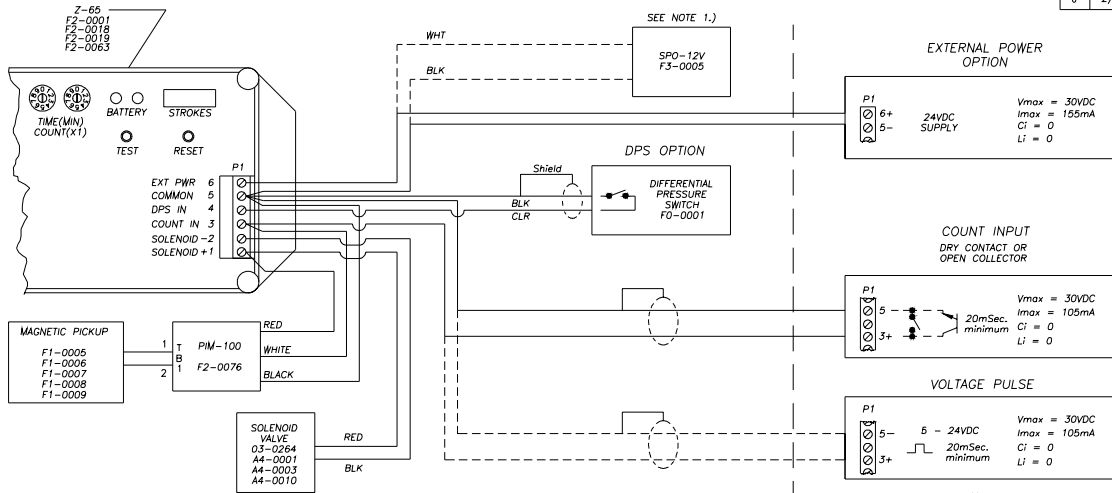 Z-65
F2-0001
F2-0018
F2-0019
F2-0063
TIME(MIN)
COUNT(X1)
BATTERY
STROKES
TEST
RESET
P1
EXT PWR 6
COMMON 5
DPS IN 4
COUNT IN 3
SOLENOID -2
SOLENOID +1
WHT
BLK
SEE NOTE 1.)
SPO-12V
F3-0005
DPS OPTION
Shield
BLK
CLR
DIFFERENTIAL
PRESSURE
SWITCH
F0-0001
MAGNETIC PICKUP
F1-0005
F1-0006
F1-0007
F1-0008
F1-0009
1
2
T
B
1
PIM-100
F2-0076
RED
WHITE
BLACK
SOLENOID
VALVE
03-0264
A4-0001
A4-0003
A4-0010
RED
BLK
EXTERNAL POWER
OPTION
P1
6+
5-
24VDC
SUPPLY
Vmax = 30VDC
Imax = 155mA
Ci = 0
Li = 0
COUNT INPUT
DRY CONTACT OR
OPEN COLLECTOR
P1
5
3+
20mSec.
minimum
Vmax = 30VDC
Imax = 105mA
Ci = 0
Li = 0
VOLTAGE PULSE
P1
5-
3+
5 - 24VDC
20mSec.
minimum
Vmax = 30VDC
Imax = 105mA
Ci = 0
Li = 0